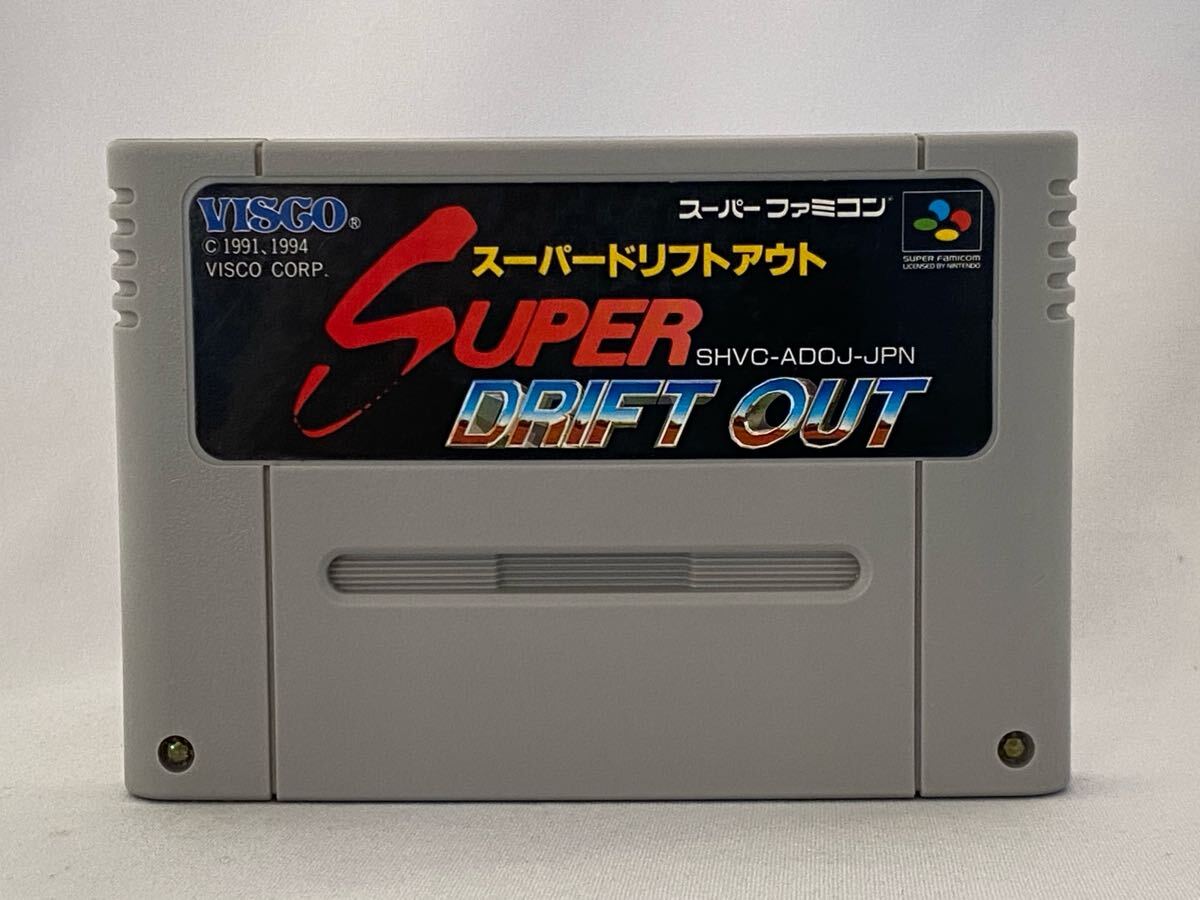 VISCO®
© 1991, 1994
VISCO CORP.
スーパーファミコン
SUPER FAMICOM
LICENSED BY NINTENDO
スーパードリフトアウト
SUPER
SHVC-ADOJ-JPN
DRIFT OUT